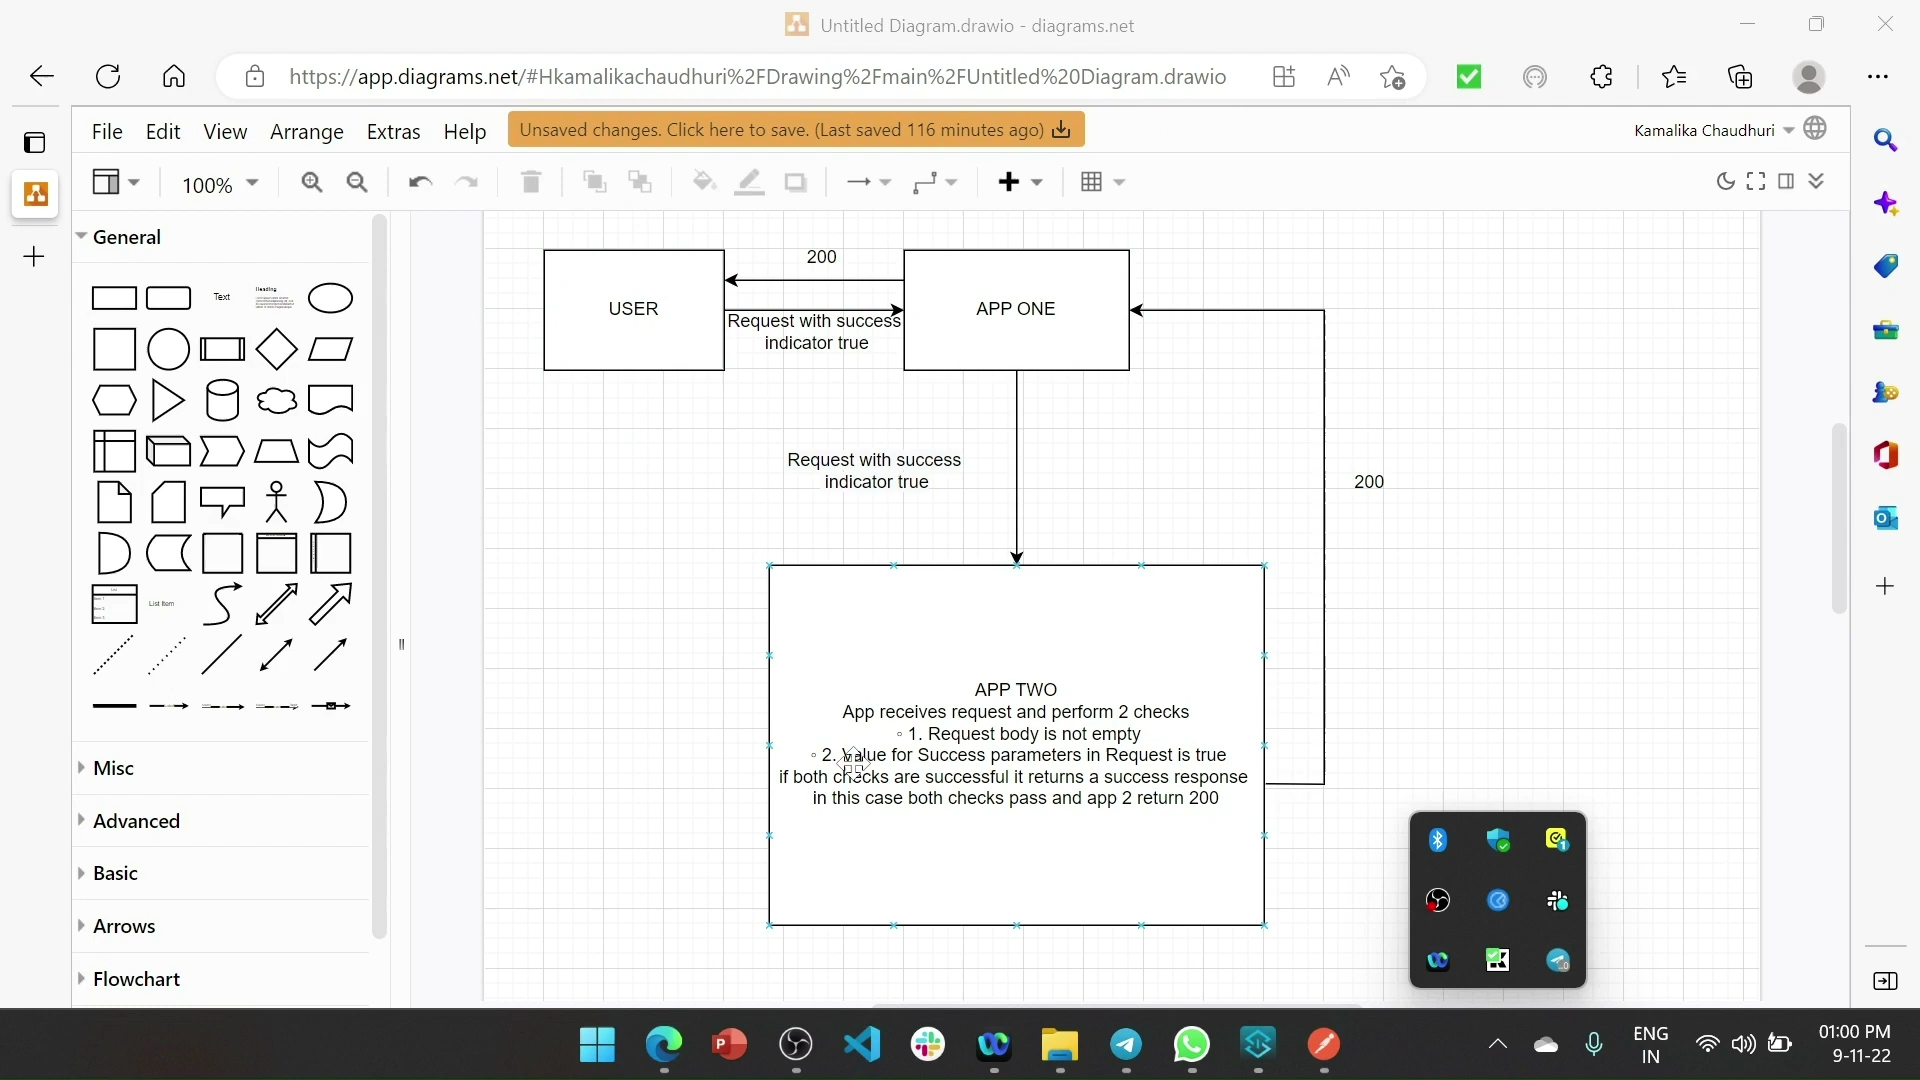 Untitled Diagram.drawio - diagrams.net
https://app.diagrams.net/#Hkamalikachaudhuri%2FDrawing%2Fmain%2FUntitled%20Diagram.drawio
File Edit View Arrange Extras Help
Unsaved changes. Click here to save. (Last saved 116 minutes ago)
Kamalika Chaudhuri
100%
General
Text
Heading
List Item
Misc
Advanced
Basic
Arrows
Flowchart
USER
200
Request with success
indicator true
APP ONE
Request with success
indicator true
200
APP TWO
App receives request and perform 2 checks
◦ 1. Request body is not empty
◦ 2. Value for Success parameters in Request is true
if both checks are successful it returns a success response
in this case both checks pass and app 2 return 200
ENG
IN
01:00 PM
9-11-22